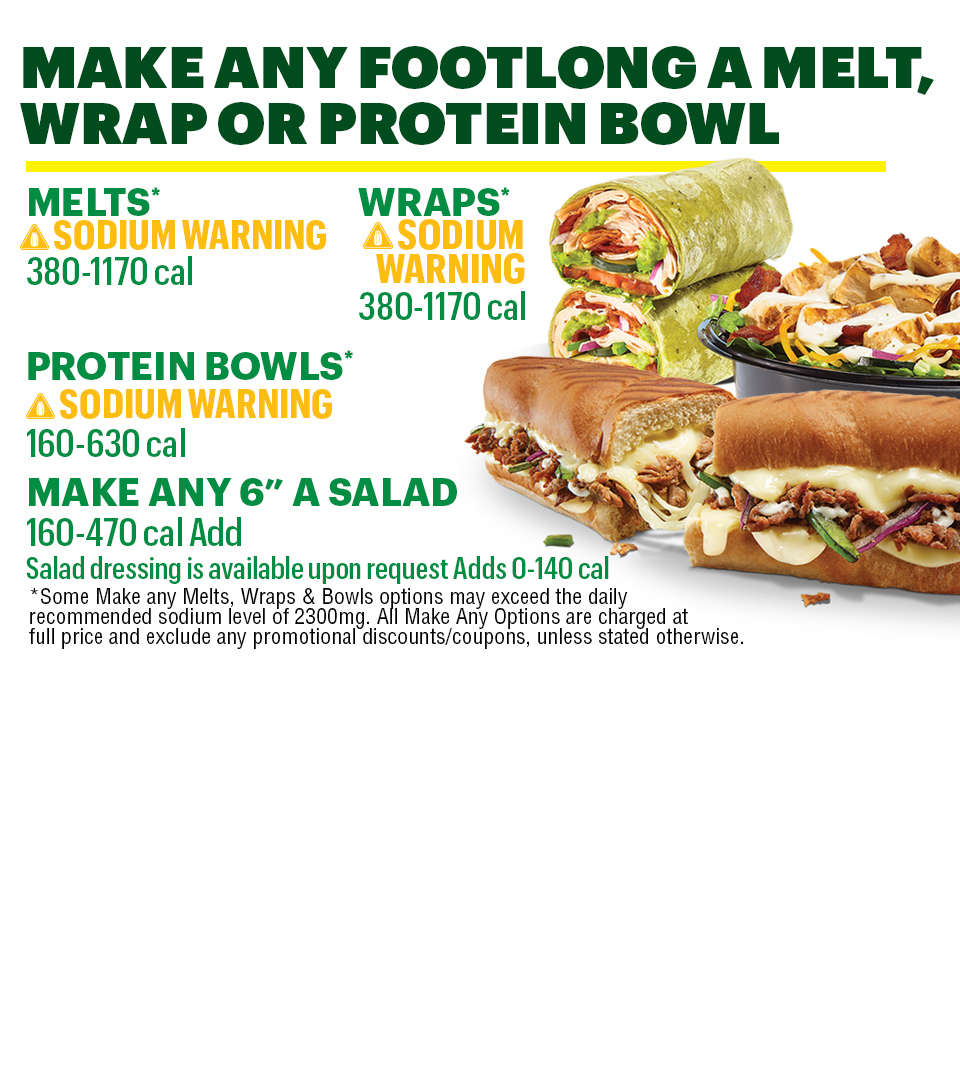 MAKE ANY FOOTLONG A MELT,
WRAP OR PROTEIN BOWL
MELTS*
SODIUM WARNING
380-1170 cal
WRAPS*
SODIUM
WARNING
380-1170 cal
PROTEIN BOWLS*
SODIUM WARNING
160-630 cal
MAKE ANY 6” A SALAD
160-470 cal Add
Salad dressing is available upon request Adds 0-140 cal
*Some Make any Melts, Wraps & Bowls options may exceed the daily
recommended sodium level of 2300mg. All Make Any Options are charged at
full price and exclude any promotional discounts/coupons, unless stated otherwise.